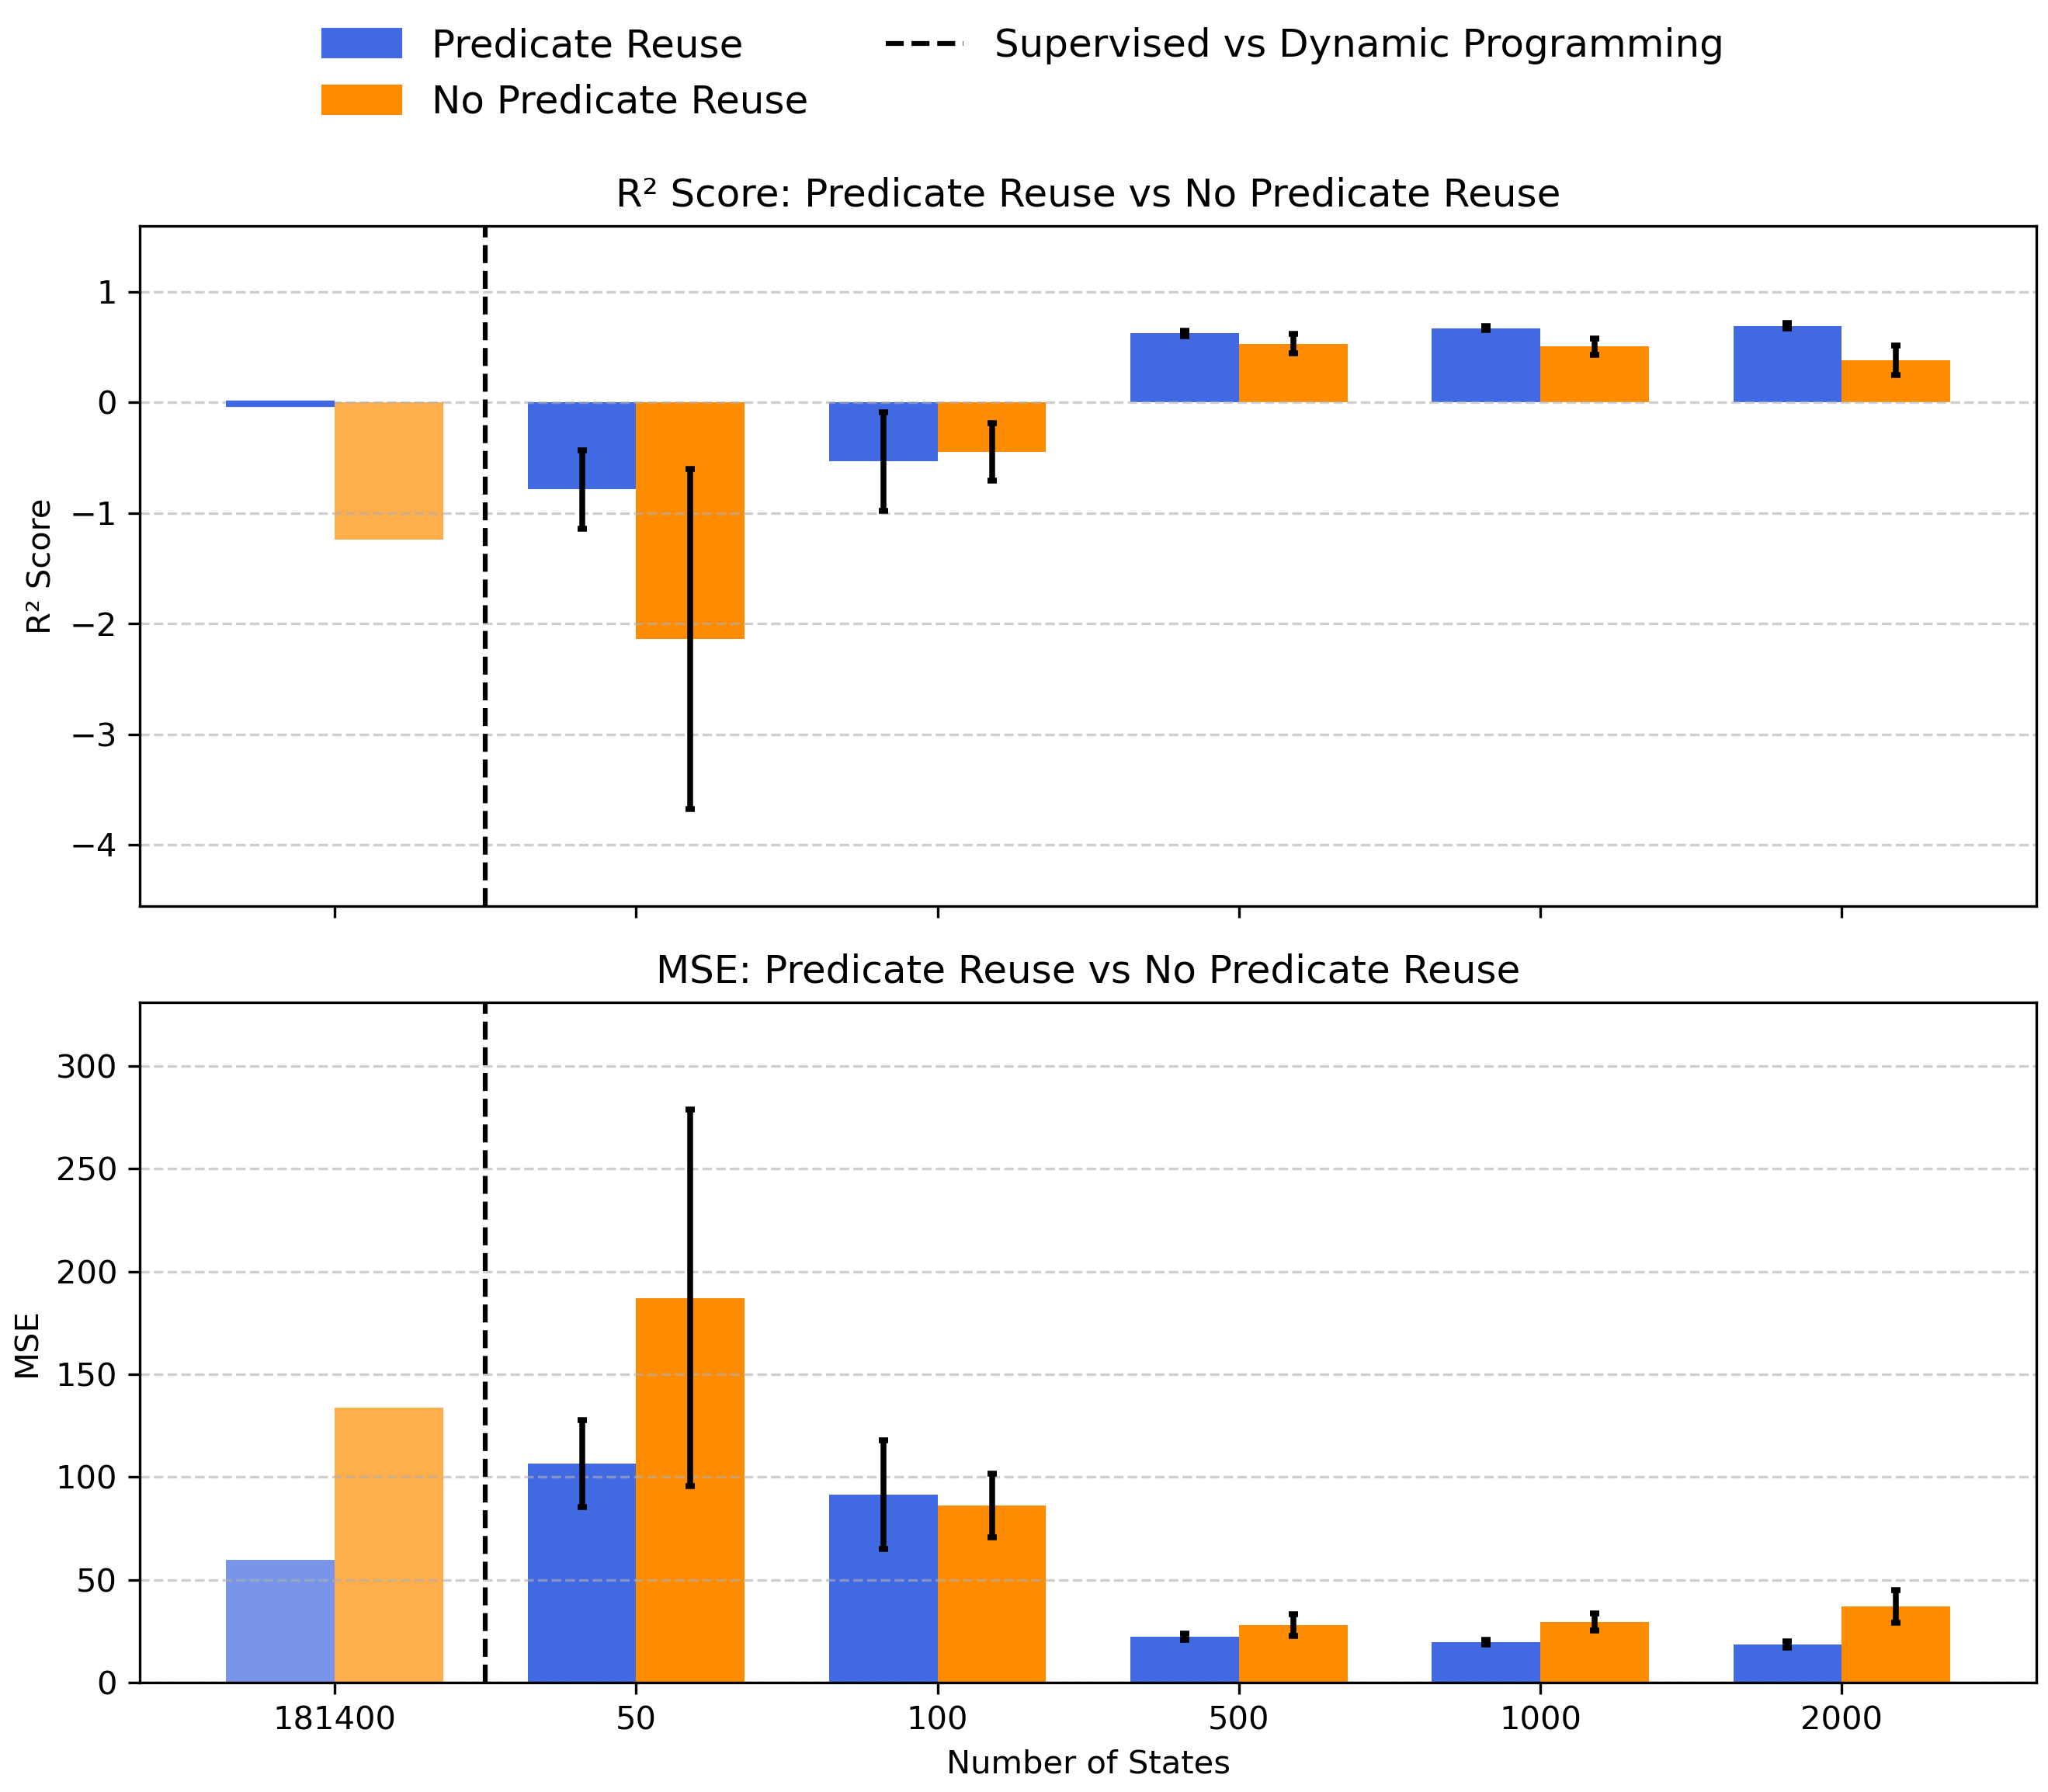 Predicate Reuse
No Predicate Reuse
Supervised vs Dynamic Programming
R² Score: Predicate Reuse vs No Predicate Reuse
R² Score
1
0
−1
−2
−3
−4
MSE: Predicate Reuse vs No Predicate Reuse
MSE
300
250
200
150
100
50
0
181400 50 100 500 1000 2000
Number of States